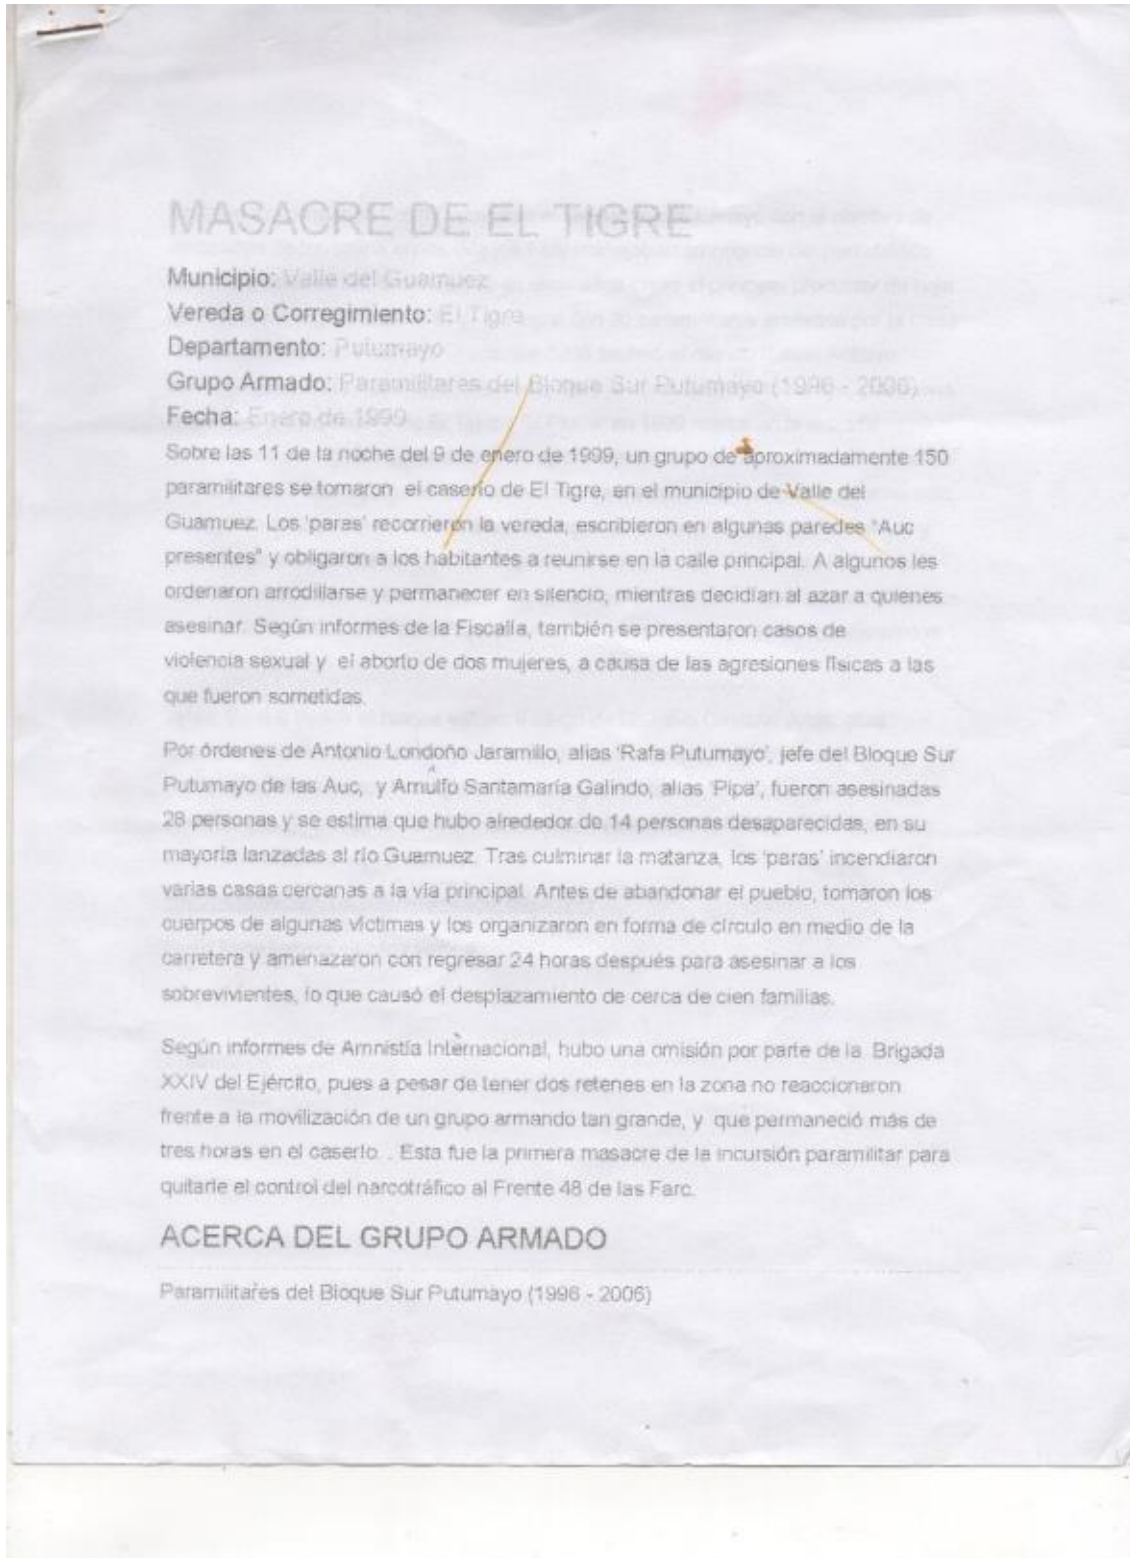 MASACRE DE EL TIGRE
Municipio: Valle del Guamuez
Vereda o Corregimiento: El Tigre
Departamento: Putumayo
Grupo Armado: Paramilitares del Bloque Sur Putumayo (1996 - 2006)
Fecha: Enero de 1999
Sobre las 11 de la noche del 9 de enero de 1999, un grupo de aproximadamente 150
paramilitares se tomaron el caserío de El Tigre, en el municipio de Valle del
Guamuez. Los 'paras' recorrieron la vereda, escribieron en algunas paredes "Auc
presentes" y obligaron a los habitantes a reunirse en la calle principal. A algunos les
ordenaron arrodillarse y permanecer en silencio, mientras decidían al azar a quienes
asesinar. Según informes de la Fiscalía, también se presentaron casos de
violencia sexual y el aborto de dos mujeres, a causa de las agresiones físicas a las
que fueron sometidas.
Por órdenes de Antonio Londoño Jaramillo, alias 'Rafa Putumayo', jefe del Bloque Sur
Putumayo de las Auc, y Arnulfo Santamaría Galindo, alias 'Pipa', fueron asesinadas
28 personas y se estima que hubo alrededor de 14 personas desaparecidas, en su
mayoría lanzadas al río Guamuez. Tras culminar la matanza, los 'paras' incendiaron
varias casas cercanas a la vía principal. Antes de abandonar el pueblo, tomaron los
cuerpos de algunas víctimas y los organizaron en forma de círculo en medio de la
carretera y amenazaron con regresar 24 horas después para asesinar a los
sobrevivientes, lo que causó el desplazamiento de cerca de cien familias.
Según informes de Amnistía Internacional, hubo una omisión por parte de la Brigada
XXIV del Ejército, pues a pesar de tener dos retenes en la zona no reaccionaron
frente a la movilización de un grupo armando tan grande, y que permaneció más de
tres horas en el caserío. . Esta fue la primera masacre de la incursión paramilitar para
quitarle el control del narcotráfico al Frente 48 de las Farc.
ACERCA DEL GRUPO ARMADO
Paramilitares del Bloque Sur Putumayo (1996 - 2006)